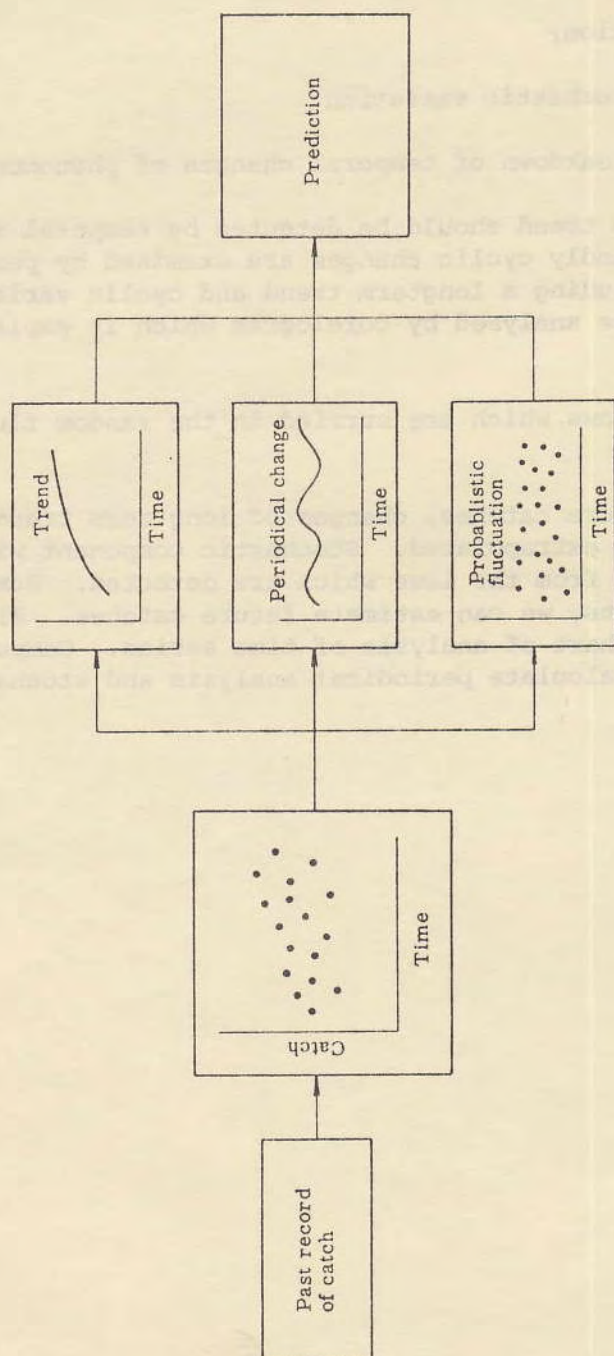 Past record
of catch
Catch
Time
Trend
Time
Periodical change
Time
Probablistic
fluctuation
Time
Prediction